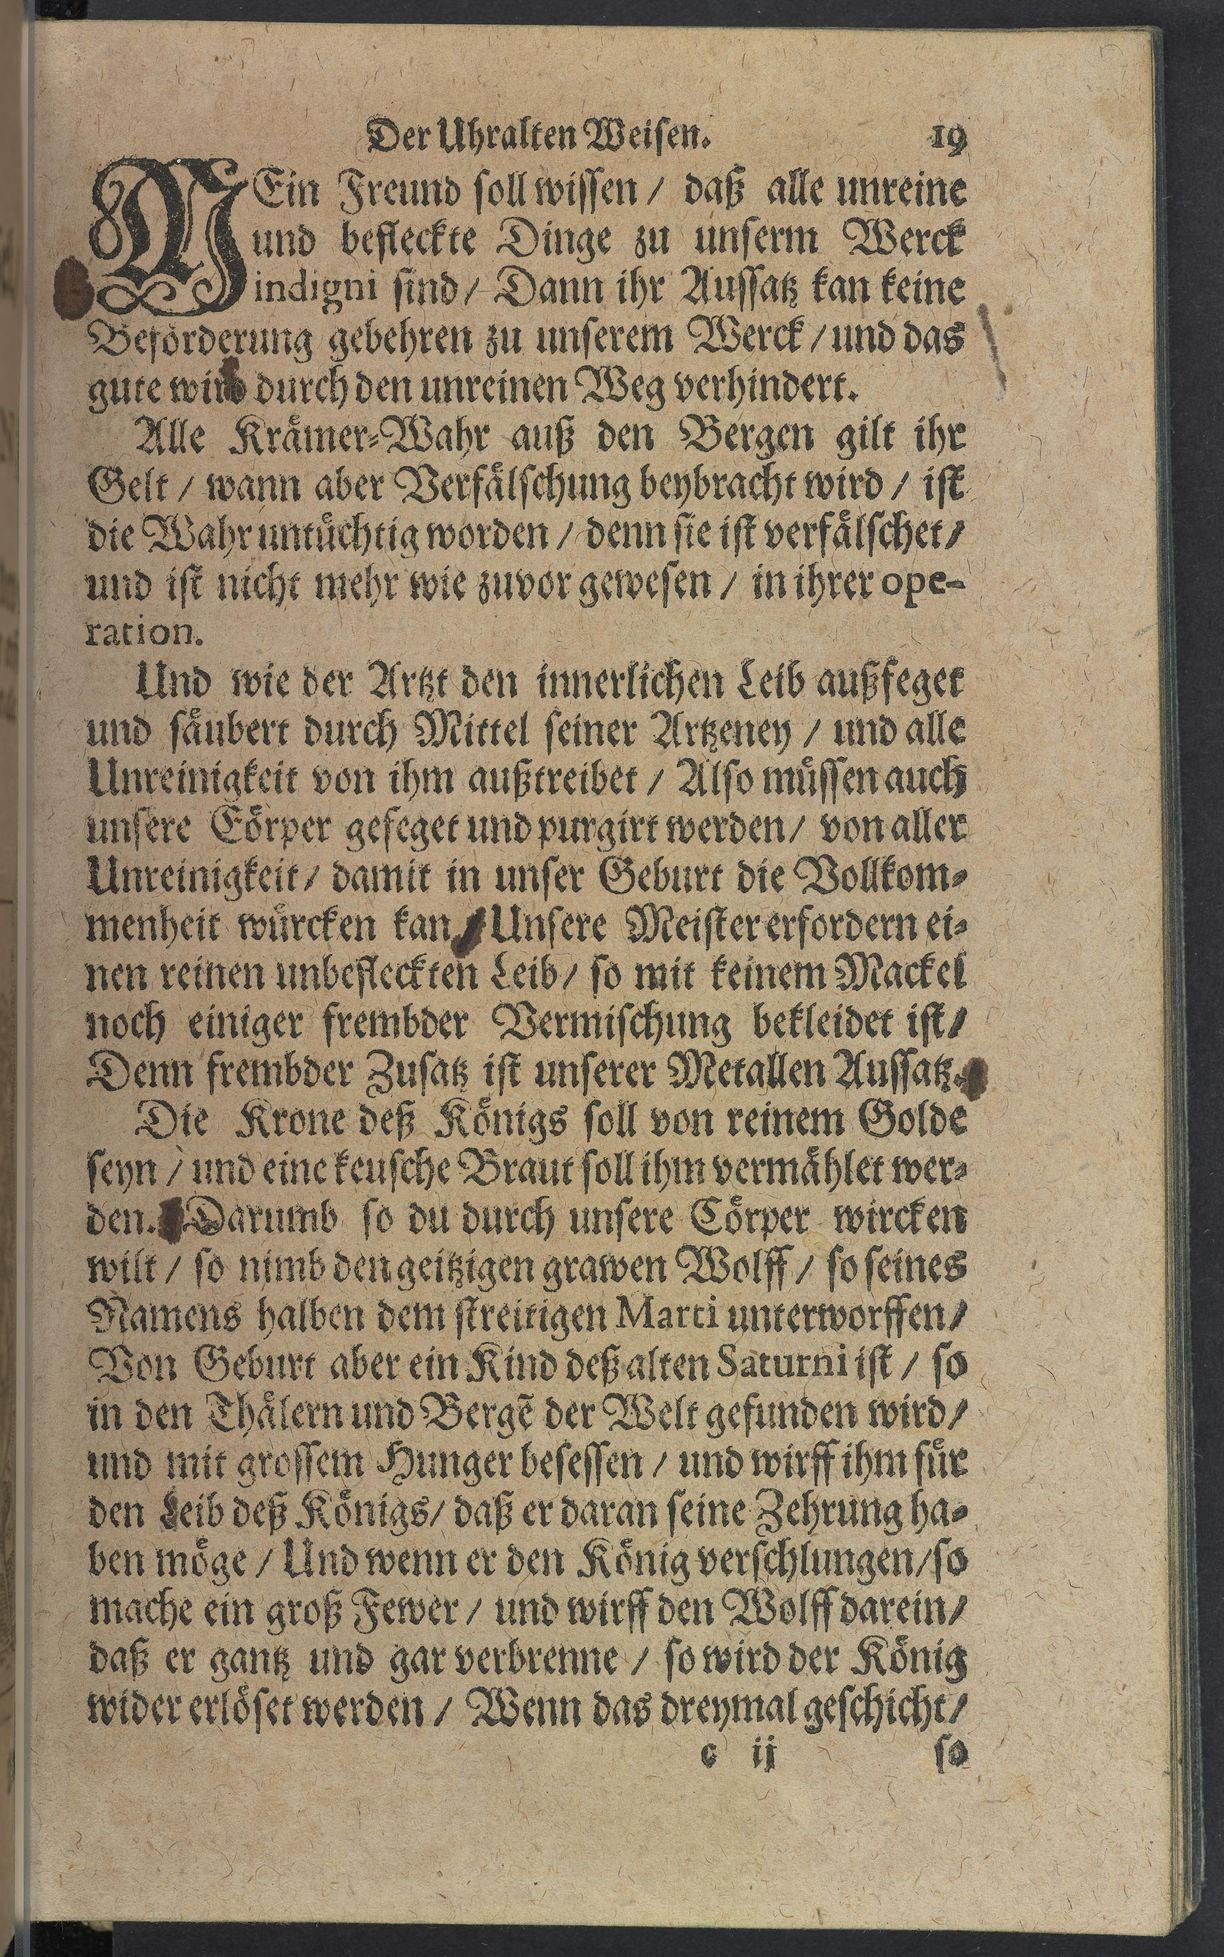 Der Uhralten Weisen. 19
MEin Freund soll wissen / daß alle unreine
und befleckte Dinge zu unserm Werck
indigni sind / Dann ihr Aussatz kan keine
Beförderung gebehren zu unserem Werck / und das
gute wird durch den unreinen Weg verhindert.
Alle Krämer-Wahr auß den Bergen gilt ihr
Gelt / wann aber Verfälschung beybracht wird / ist
die Wahr untüchtig worden / denn sie ist verfälschet /
und ist nicht mehr wie zuvor gewesen / in ihrer ope-
ration.
Und wie der Artzt den innerlichen Leib außfeget
und säubert durch Mittel seiner Artzeney / und alle
Unreinigkeit von ihm außtreibet / Also müssen auch
unsere Cörper gefeget und purgirt werden / von aller
Unreinigkeit / damit in unser Geburt die Vollkom-
menheit würcken kan / Unsere Meister erfordern ei-
nen reinen unbefleckten Leib / so mit keinem Mackel
noch einiger frembder Vermischung bekleidet ist /
Denn frembder Zusatz ist unserer Metallen Aussatz.
Die Krone deß Königs soll von reinem Golde
seyn / und eine keusche Braut soll ihm vermählet wer-
den. Darumb so du durch unsere Cörper wircken
wilt / so nimb den geitzigen grawen Wolff / so seines
Namens halben dem streitigen Marti unterworffen /
Von Geburt aber ein Kind deß alten Saturni ist / so
in den Thälern und Bergẽ der Welt gefunden wird /
und mit grossem Hunger besessen / und wirff ihm für
den Leib deß Königs / daß er daran seine Zehrung ha-
ben möge / Und wenn er den König verschlungen / so
mache ein groß Fewer / und wirff den Wolff darein /
daß er gantz und gar verbrenne / so wird der König
wider erlöset werden / Wenn das dreymal geschicht /
c ij so